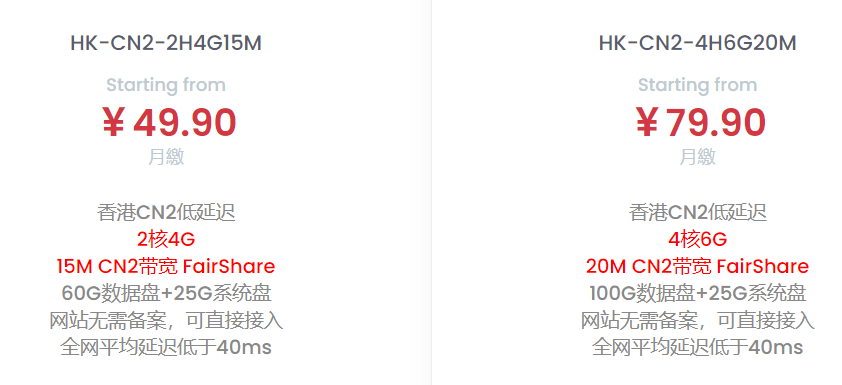 HK-CN2-2H4G15M
Starting from
¥49.90
月繳
香港CN2低延迟
2核4G
15M CN2带宽 FairShare
60G数据盘+25G系统盘
网站无需备案，可直接接入
全网平均延迟低于40ms
HK-CN2-4H6G20M
Starting from
¥79.90
月繳
香港CN2低延迟
4核6G
20M CN2带宽 FairShare
100G数据盘+25G系统盘
网站无需备案，可直接接入
全网平均延迟低于40ms